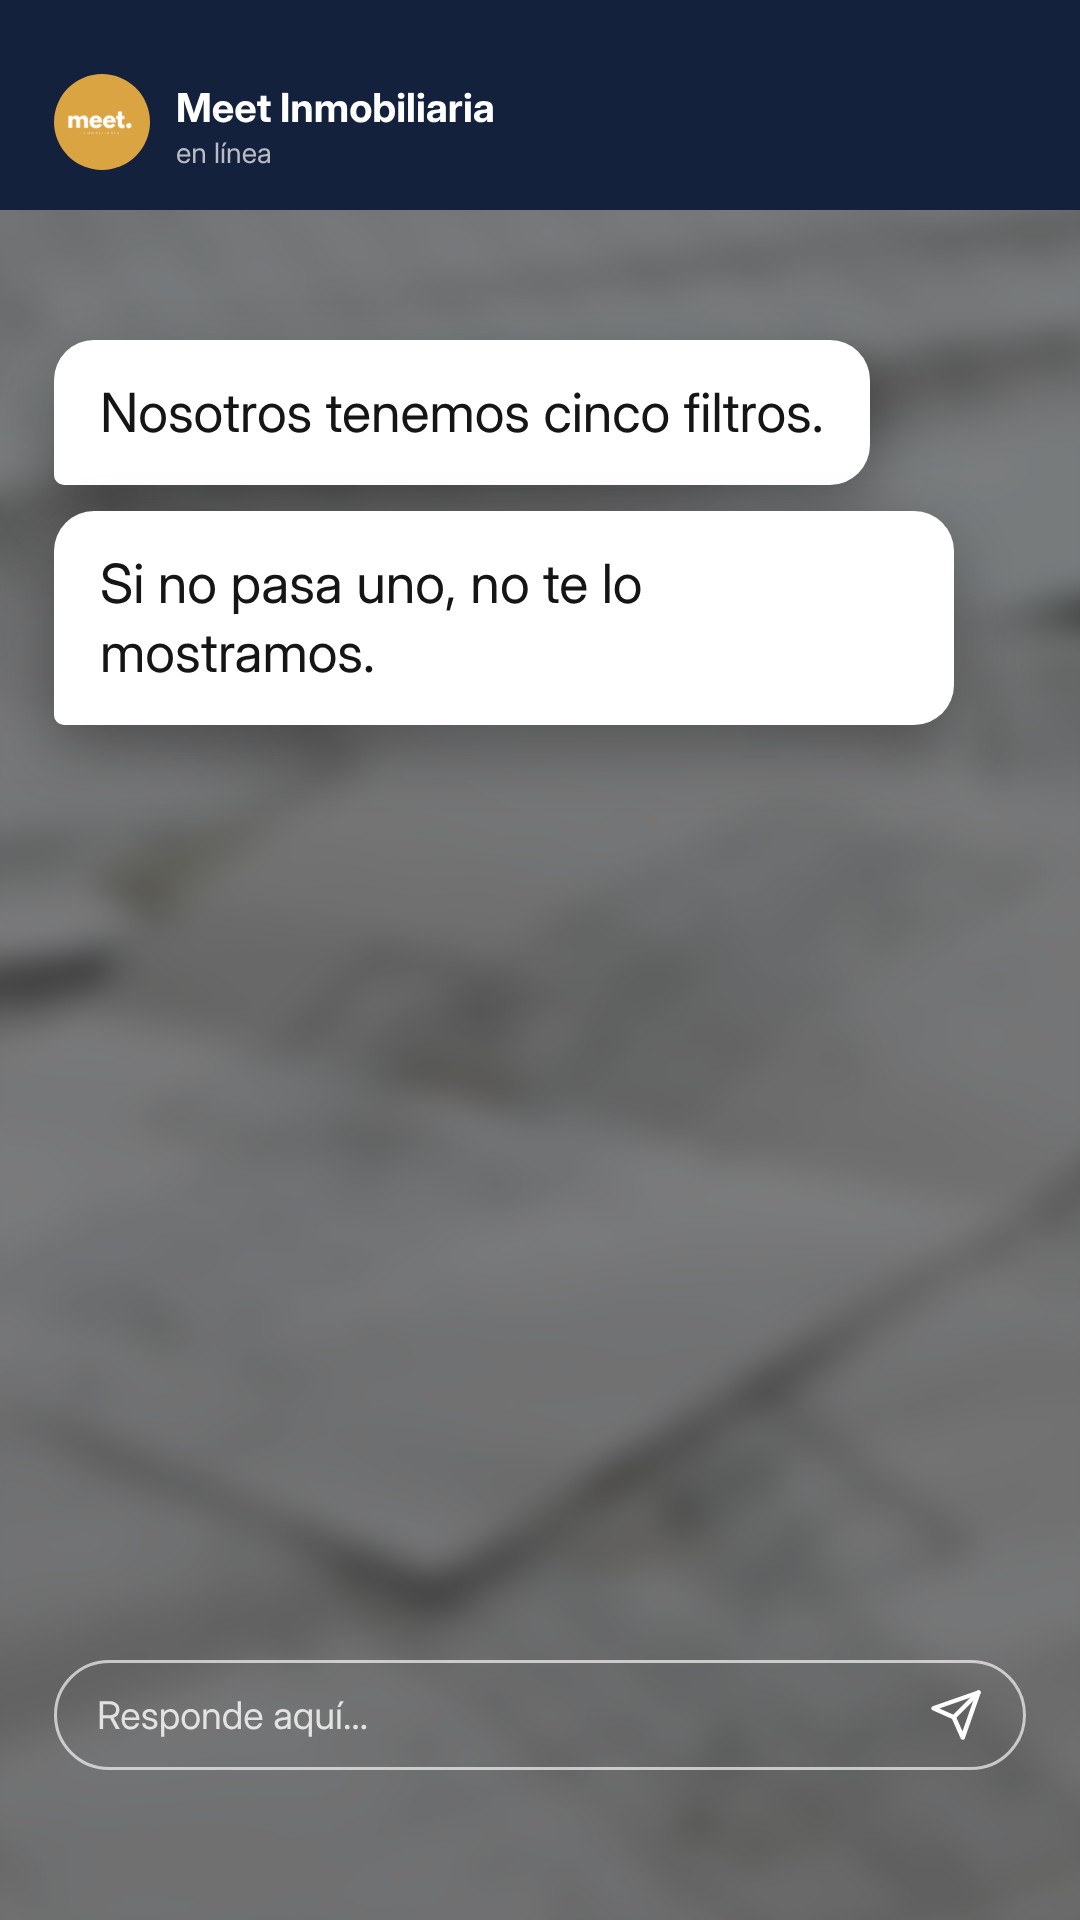 meet.
Meet Inmobiliaria
en línea
Nosotros tenemos cinco filtros.
Si no pasa uno, no te lo
mostramos.
Responde aquí...